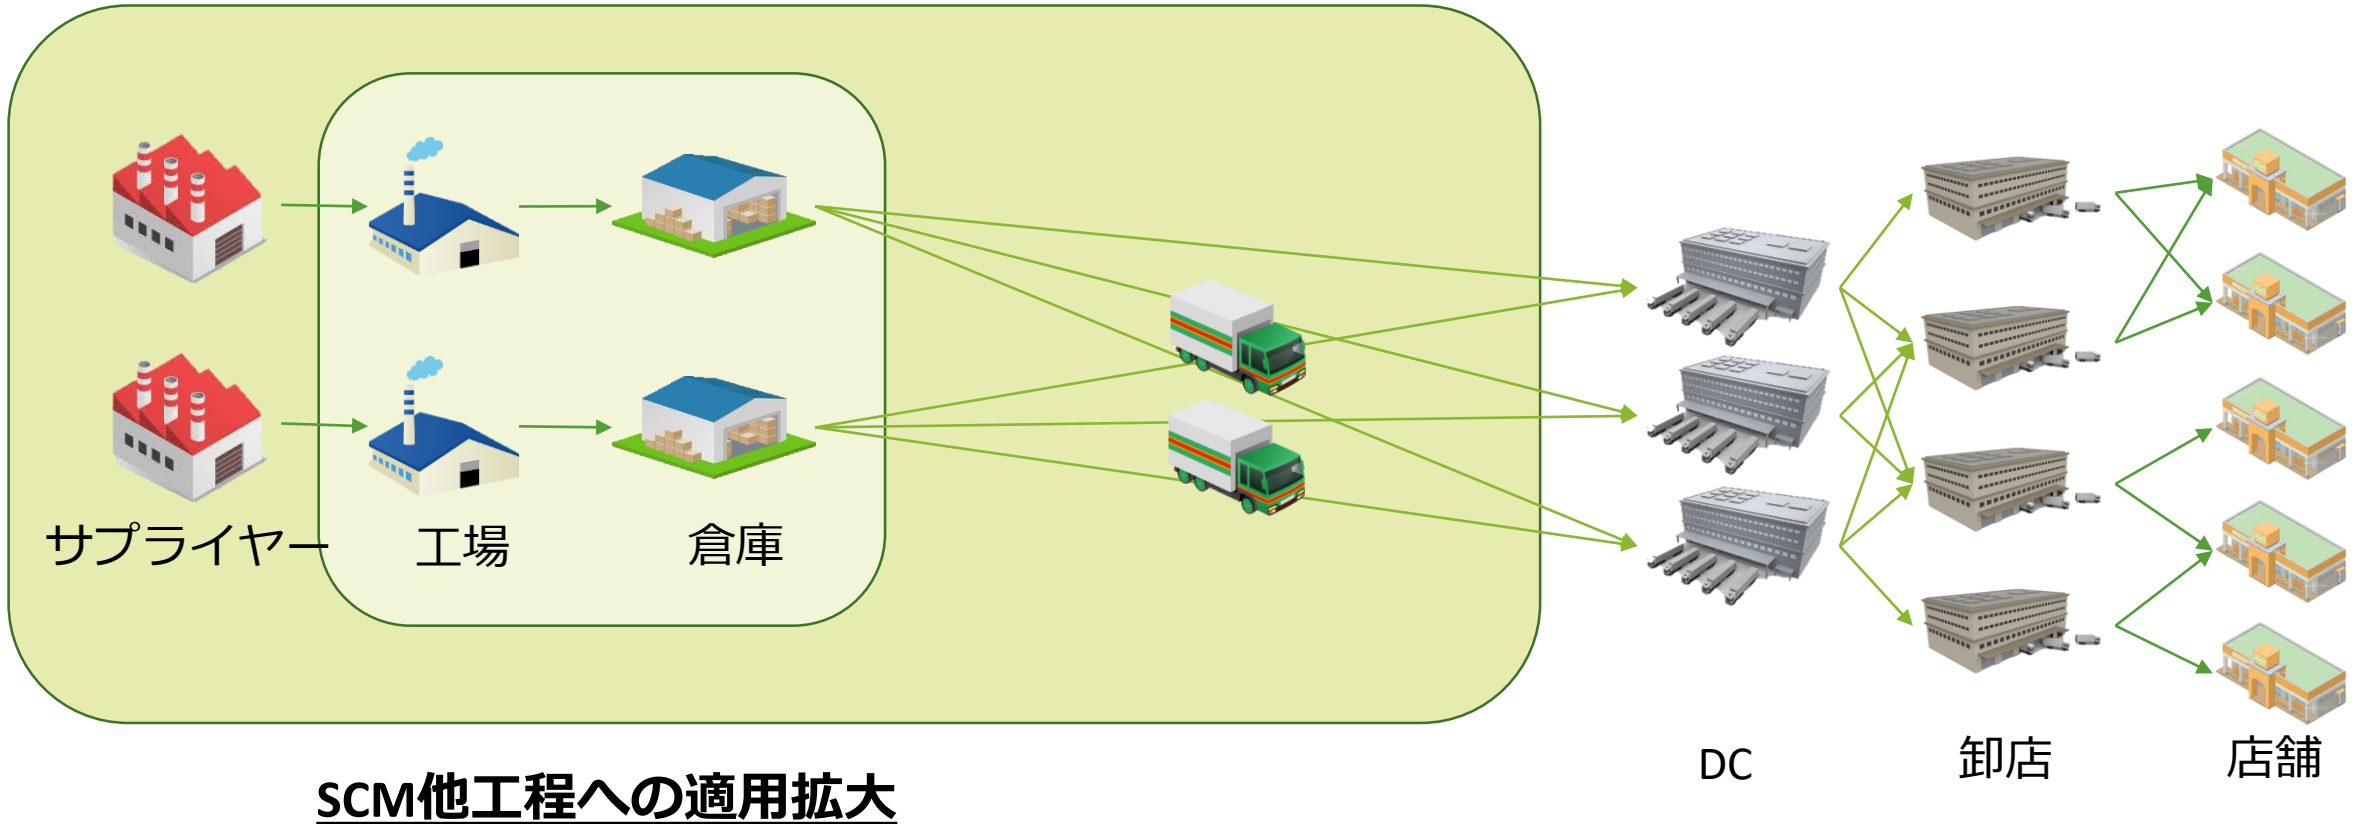 サプライヤー
工場
倉庫
DC
卸店
店舗
SCM他工程への適用拡大